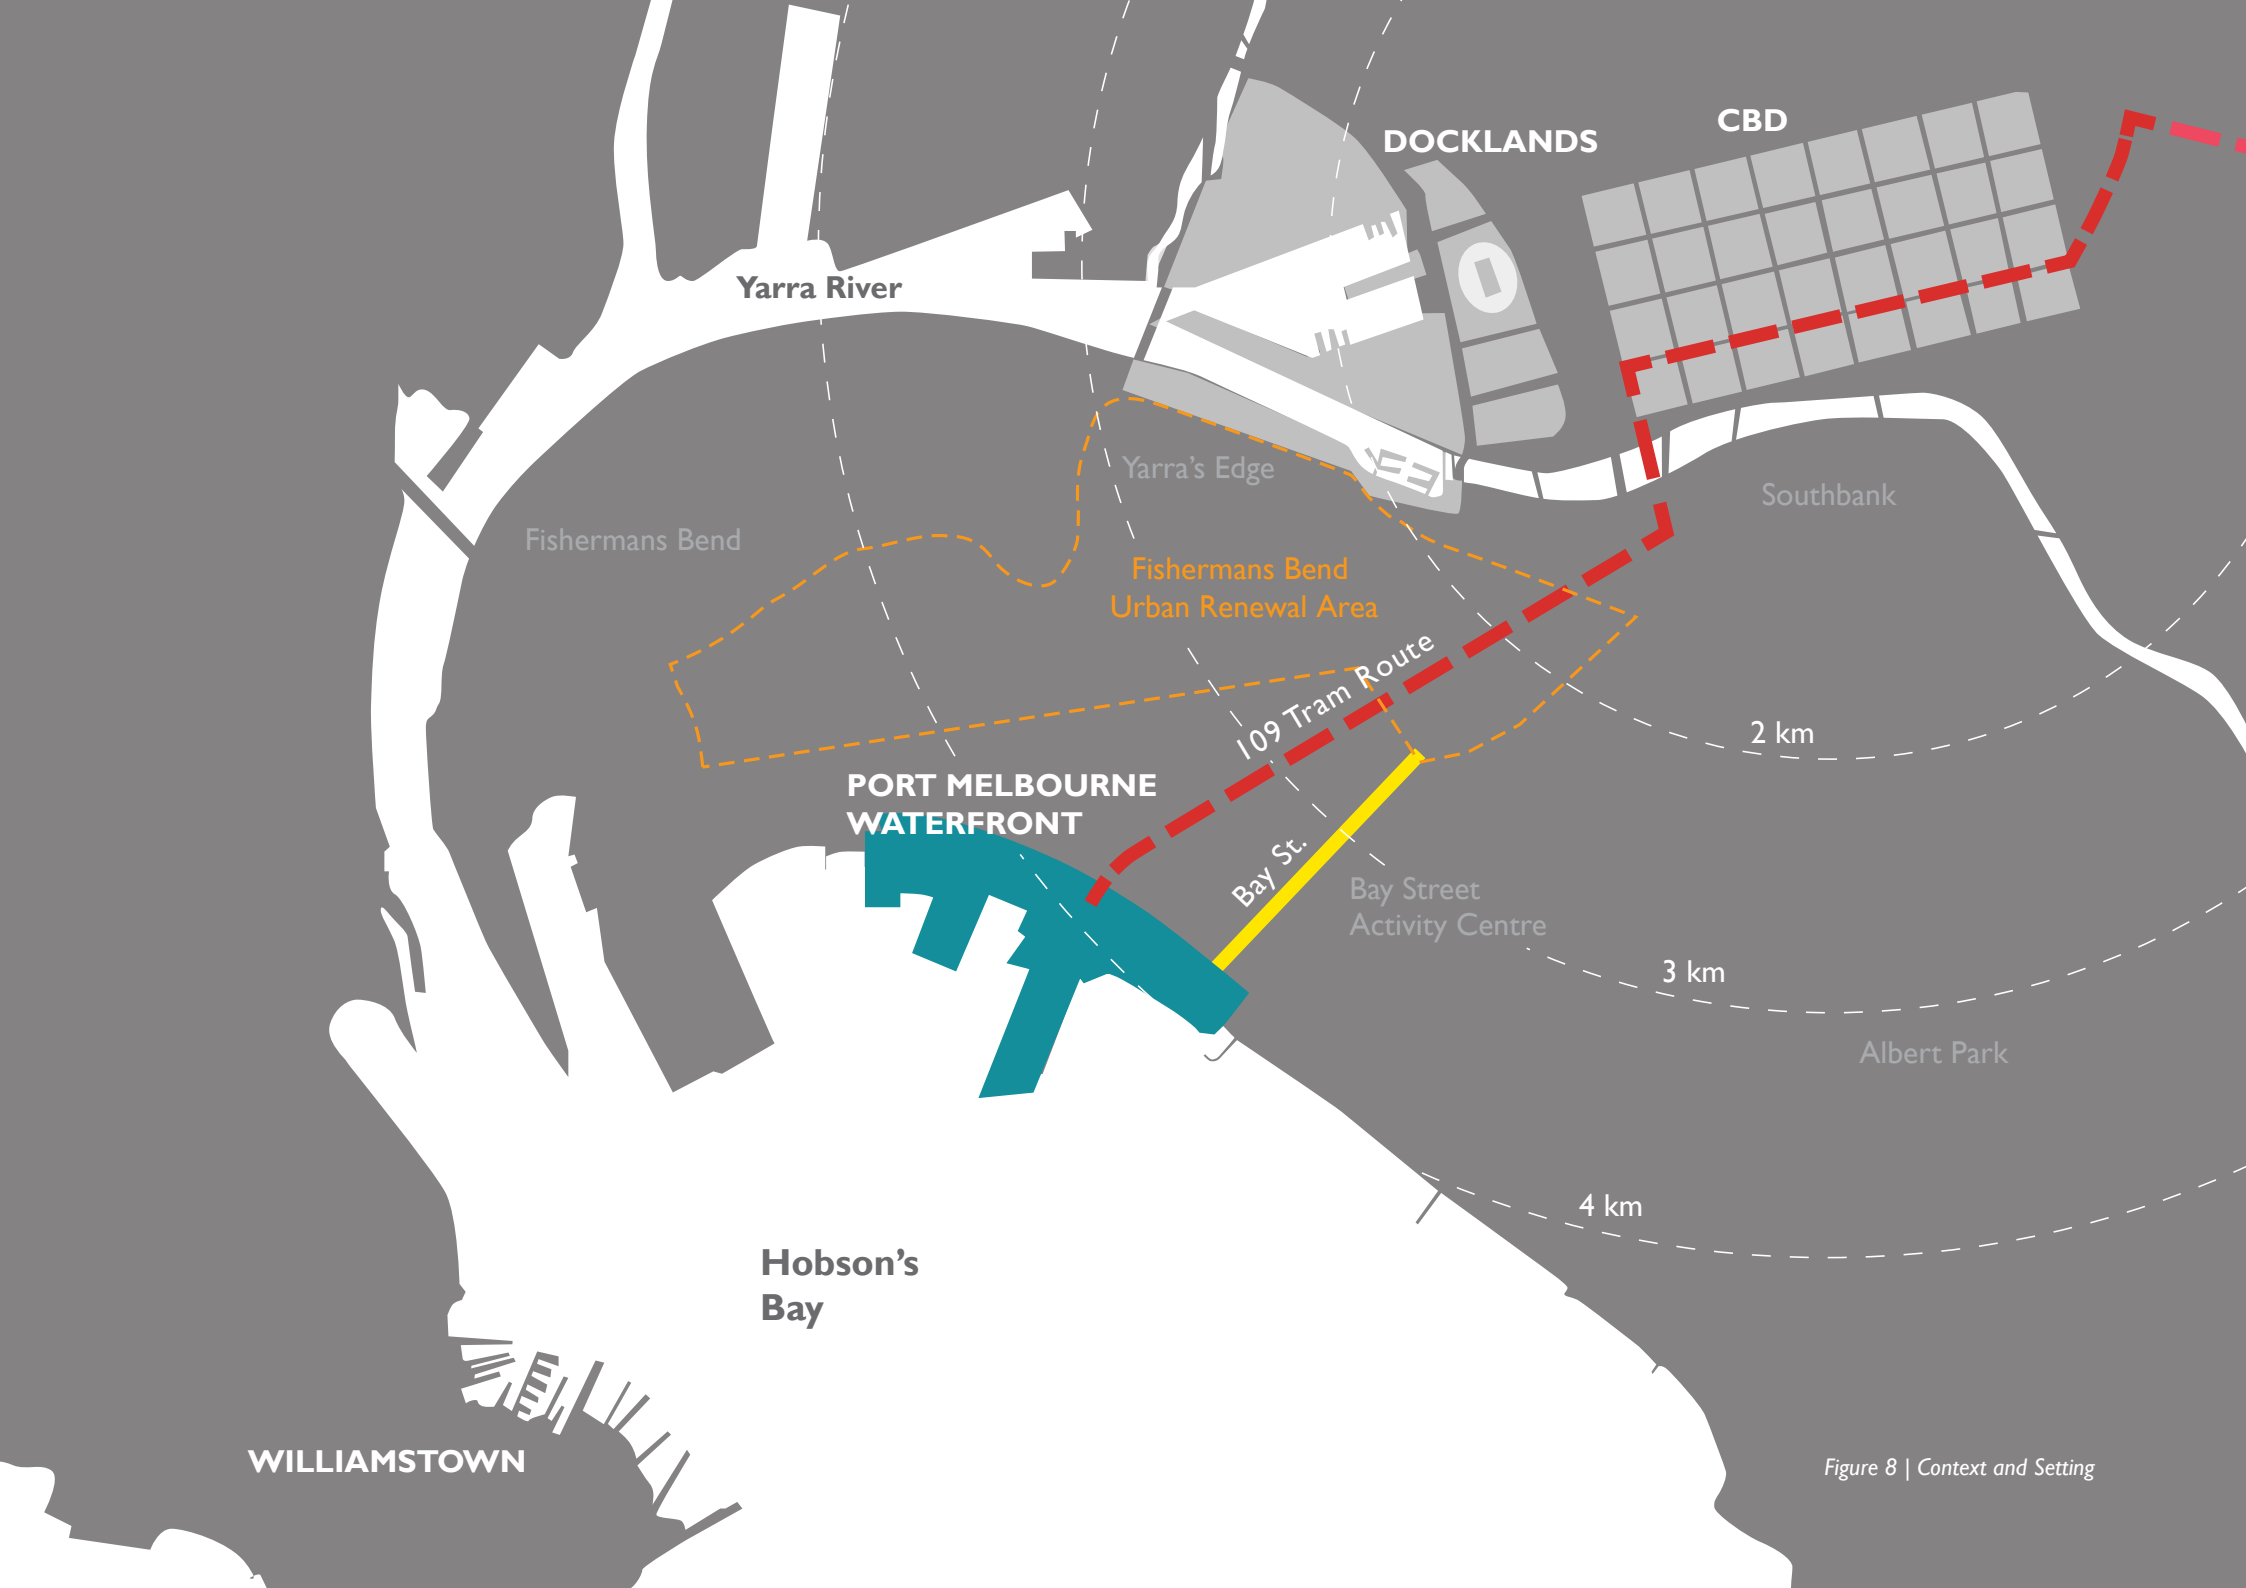 CBD
DOCKLANDS
Yarra River
Yarra's Edge
Southbank
Fishermans Bend
Fishermans Bend
Urban Renewal Area
109 Tram Route
2 km
PORT MELBOURNE
WATERFRONT
Bay St.
Bay Street
Activity Centre
3 km
Albert Park
4 km
Hobson’s
Bay
WILLIAMSTOWN
Figure 8 | Context and Setting